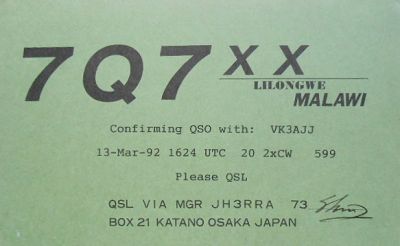 7Q7XX
LILONGWE
MALAWI
Confirming QSO with: VK3AJJ
13-Mar-92 1624 UTC 20 2xCW 599
Please QSL
QSL VIA MGR JH3RRA 73
BOX 21 KATANO OSAKA JAPAN